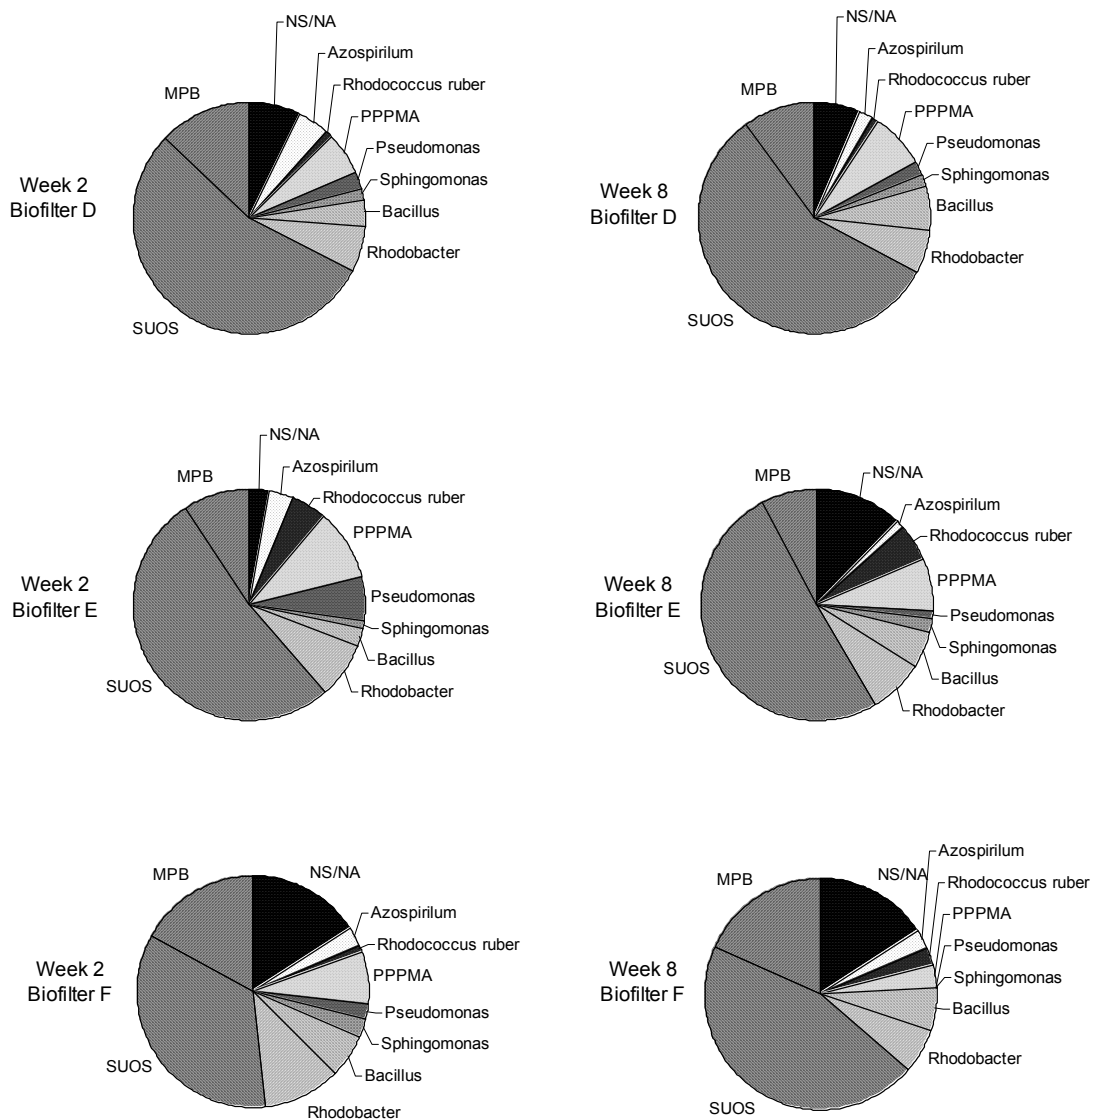 NS/NA
Azospirilum
Rhodococcus ruber
MPB
PPPMA
Pseudomonas
Sphingomonas
Week 2
Biofilter D
Bacillus
Rhodobacter
SUOS
NS/NA
Azospirilum
Rhodococcus ruber
MPB
PPPMA
Pseudomonas
Sphingomonas
Week 8
Biofilter D
Bacillus
Rhodobacter
SUOS
NS/NA
Azospirilum
MPB
Rhodococcus ruber
PPPMA
Week 2
Biofilter E
Pseudomonas
Sphingomonas
Bacillus
SUOS
Rhodobacter
MPB
NS/NA
Azospirilum
Rhodococcus ruber
PPPMA
Week 8
Biofilter E
Pseudomonas
Sphingomonas
SUOS
Bacillus
Rhodobacter
MPB
NS/NA
Azospirilum
Rhodococcus ruber
Week 2
Biofilter F
PPPMA
Pseudomonas
Sphingomonas
SUOS
Bacillus
Rhodobacter
Azospirilum
MPB
NS/NA
Rhodococcus ruber
PPPMA
Pseudomonas
Week 8
Biofilter F
Sphingomonas
Bacillus
Rhodobacter
SUOS